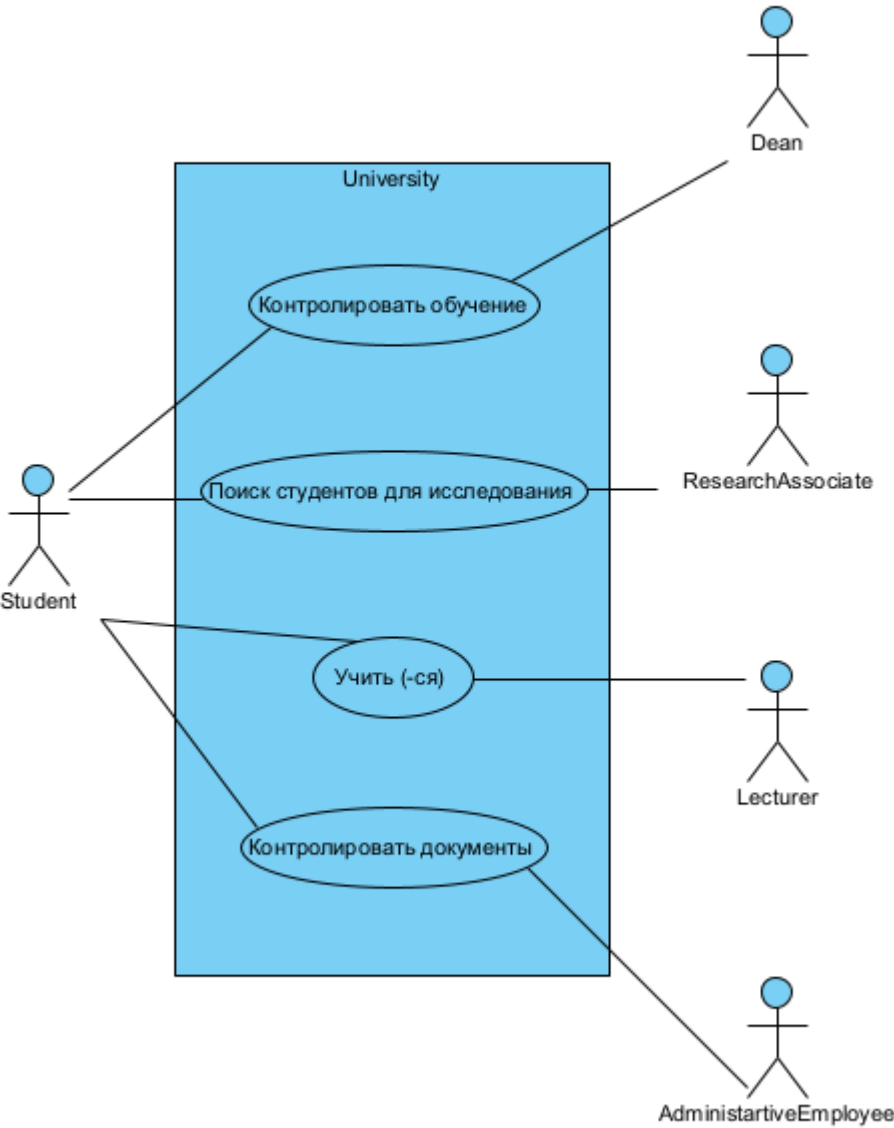 Dean
University
Контролировать обучение
Поиск студентов для исследования
ResearchAssociate
Student
Учить (-ся)
Lecturer
Контролировать документы
AdministartiveEmployee